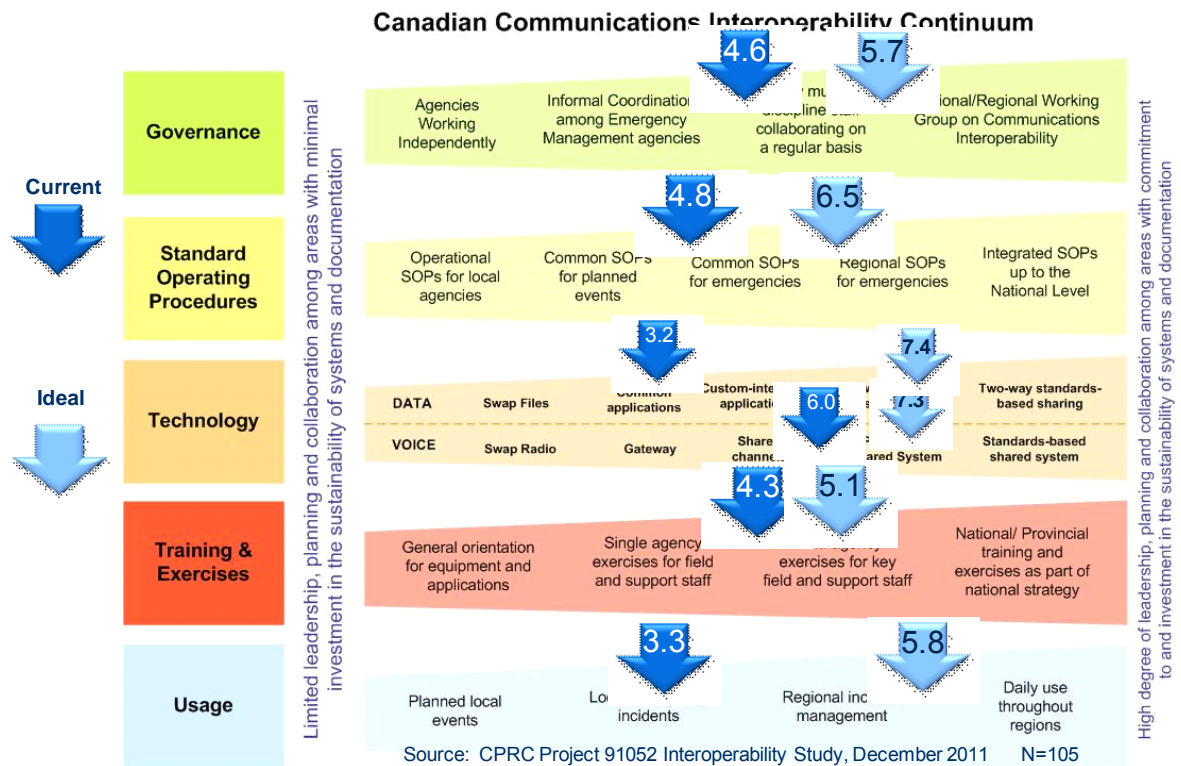 Canadian Communications Interoperability Continuum
4.6
5.7
Governance
Agencies
Working
Independently
Informal Coordination
among Emergency
Management agencies
collaborating on
a regular basis
Working
Group on Communications
Interoperability
Current
4.8
6.5
Standard
Operating
Procedures
Operational
SOPs for local
agencies
Common SOPs
for planned
events
Common SOPs
for emergencies
Regional SOPs
for emergencies
Integrated SOPs
up to the
National Level
3.2
7.4
Ideal
Technology
DATA
Swap Files
Common
applications
6.0
7.3
Two-way standards-
based sharing
VOICE
Swap Radio
Gateway
System
Standards-based
shared system
4.3
5.1
Training &
Exercises
General orientation
for equipment and
applications
Single agency
exercises for field
and support staff
exercises for key
field and support staff
National/ Provincial
training and
exercises as part of
national strategy
3.3
5.8
Usage
Planned local
events
incidents
Regional
management
Daily use
throughout
regions
Source: CPRC Project 91052 Interoperability Study, December 2011 N=105
Limited leadership, planning and collaboration among areas with minimal
investment in the sustainability of systems and documentation
High degree of leadership, planning and collaboration among areas with commitment
to and investment in the sustainability of systems and documentation